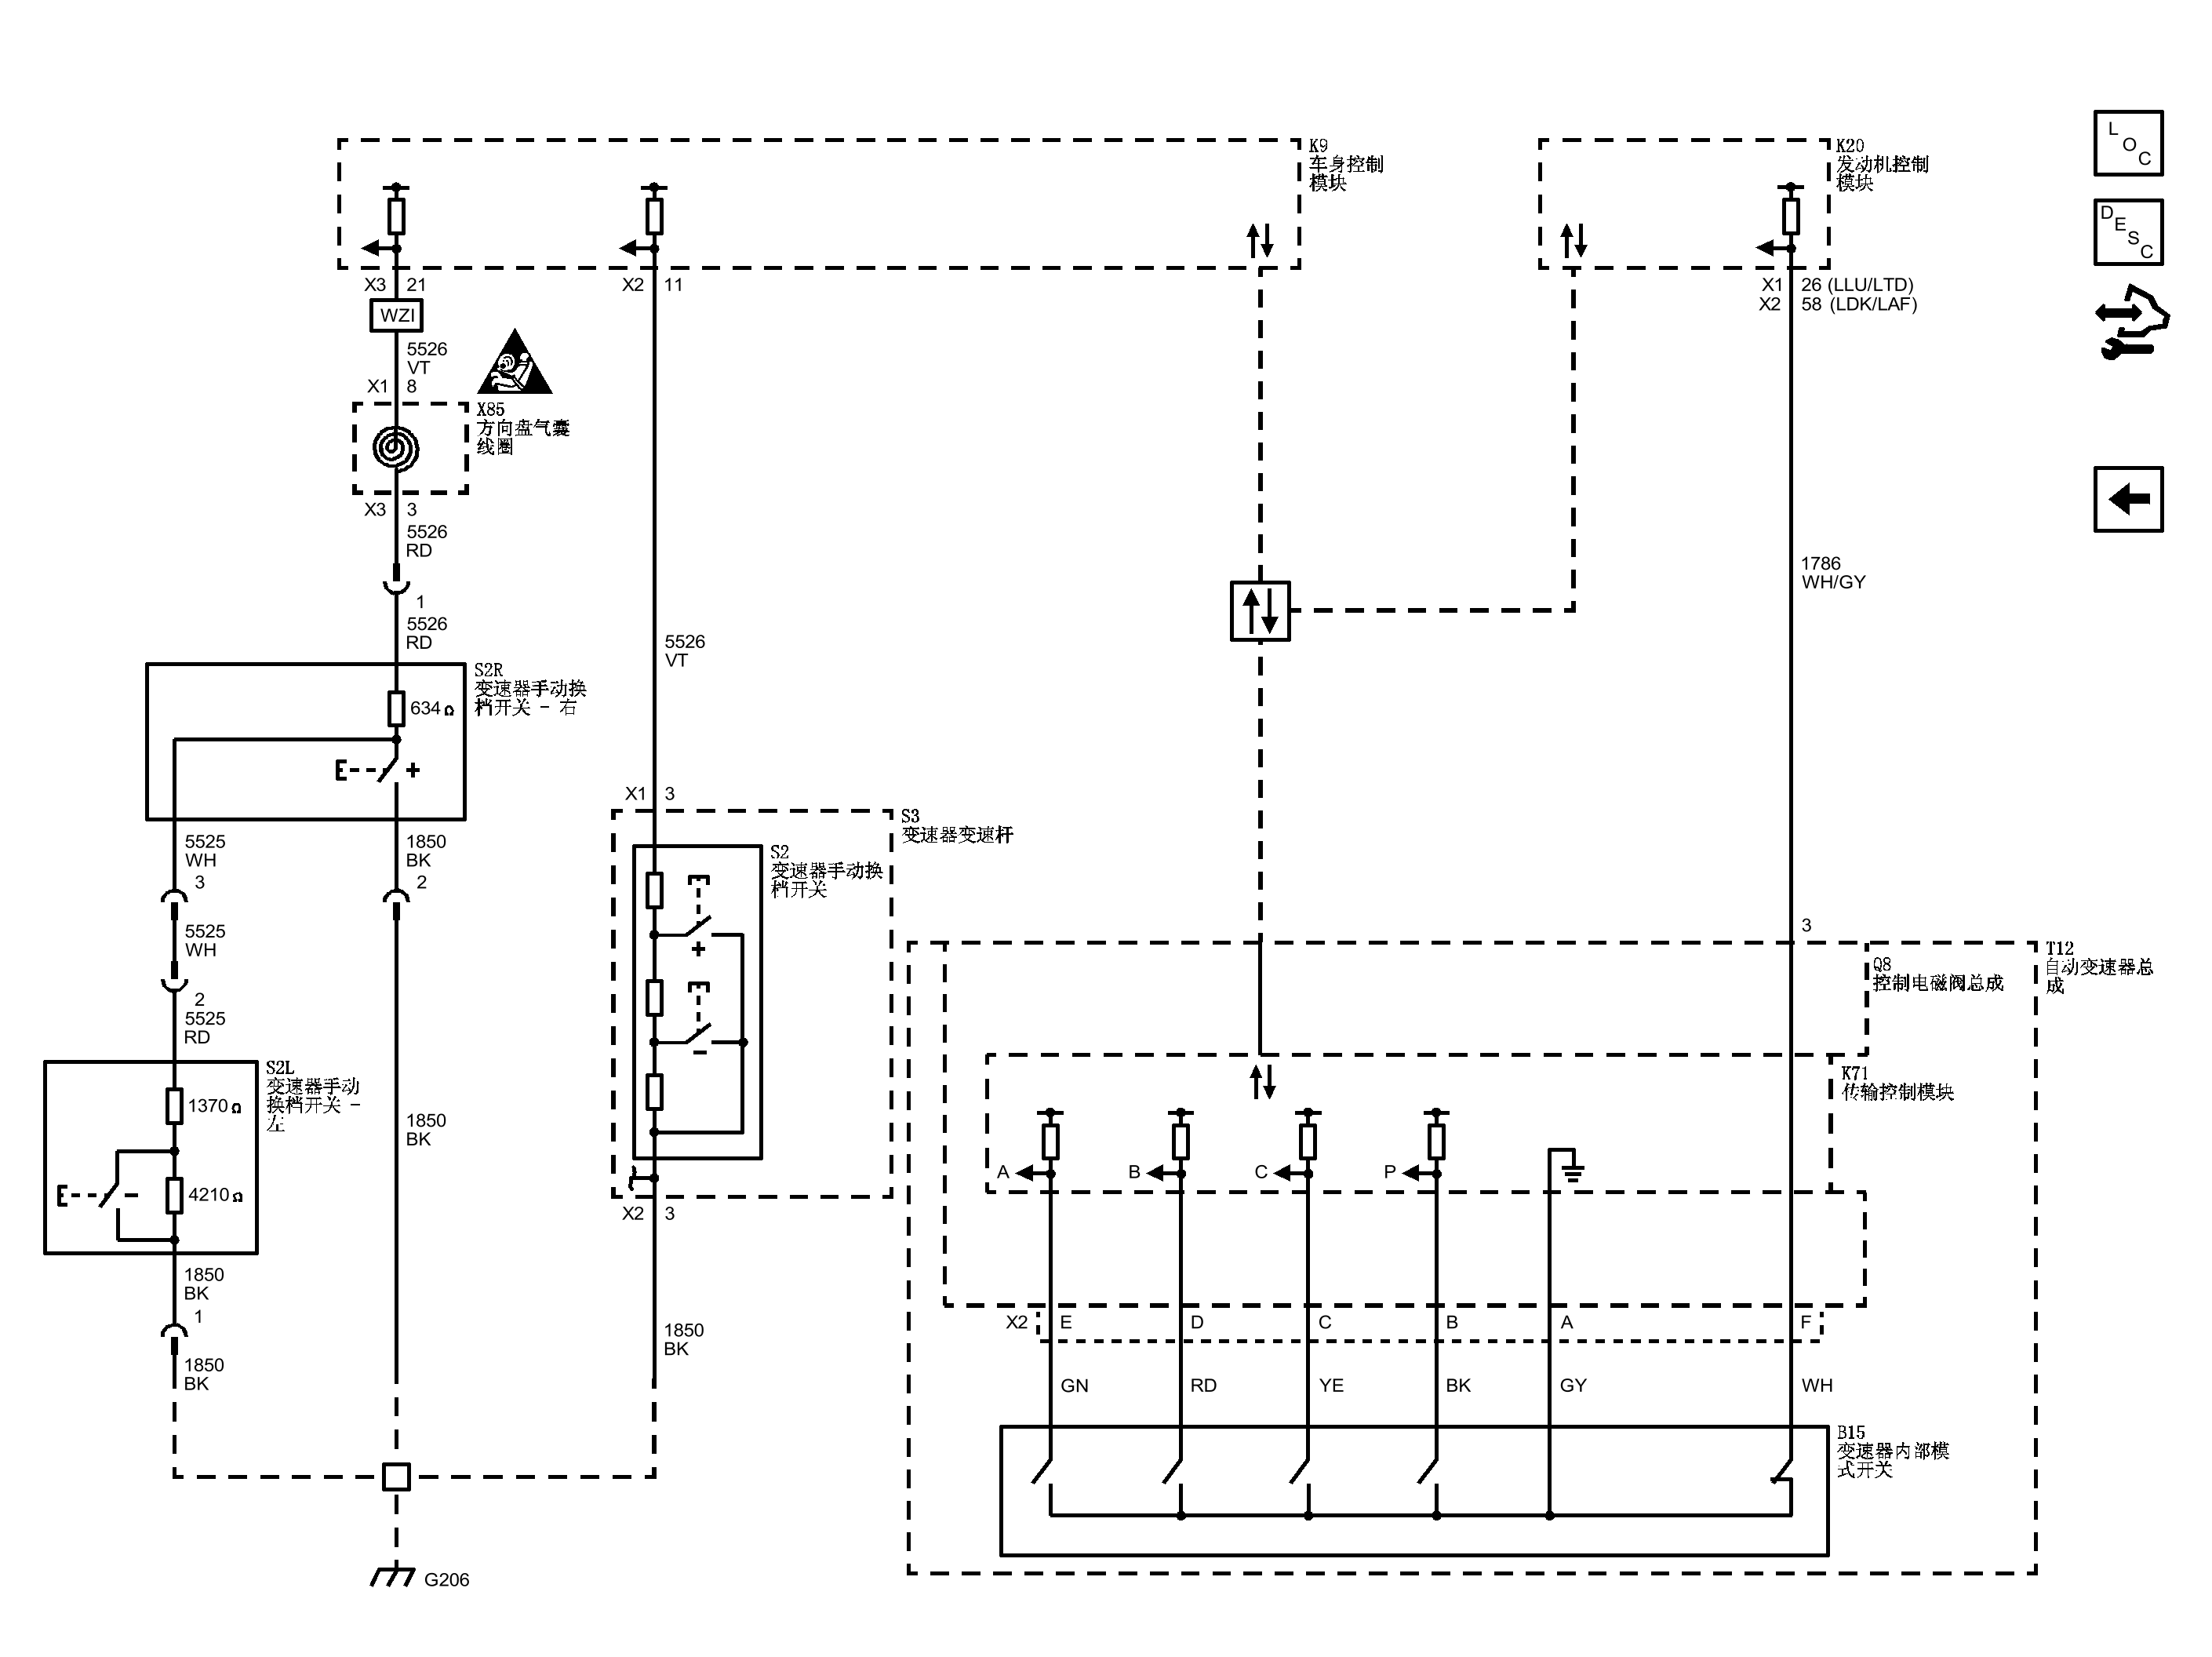 K9
车身控制
模块
K20
发动机控制
模块
L
O
C
D
E
S
C
X3 21
X2 11
X1 26 (LLU/LTD)
X2 58 (LDK/LAF)
WZI
5526
VT
X1 8
X85
方向盘气囊
线圈
X3 3
5526
RD
1
5526
RD
1786
WH/GY
5526
VT
S2R
变速器手动换
档开关 - 右
634Ω
+
5525
WH
3
1850
BK
2
X1 3
S3
变速器变速杆
S2
变速器手动换
档开关
+
−
5525
WH
2
5525
RD
3
T12
自动变速器总
成
Q8
控制电磁阀总成
S2L
变速器手动
换档开关 -
左
1370Ω
4210Ω
−
1850
BK
K71
传输控制模块
A
B
C
P
X2 3
1850
BK
1
1850
BK
1850
BK
X2 E D C B A F
GN RD YE BK GY WH
B15
变速器内部模
式开关
G206